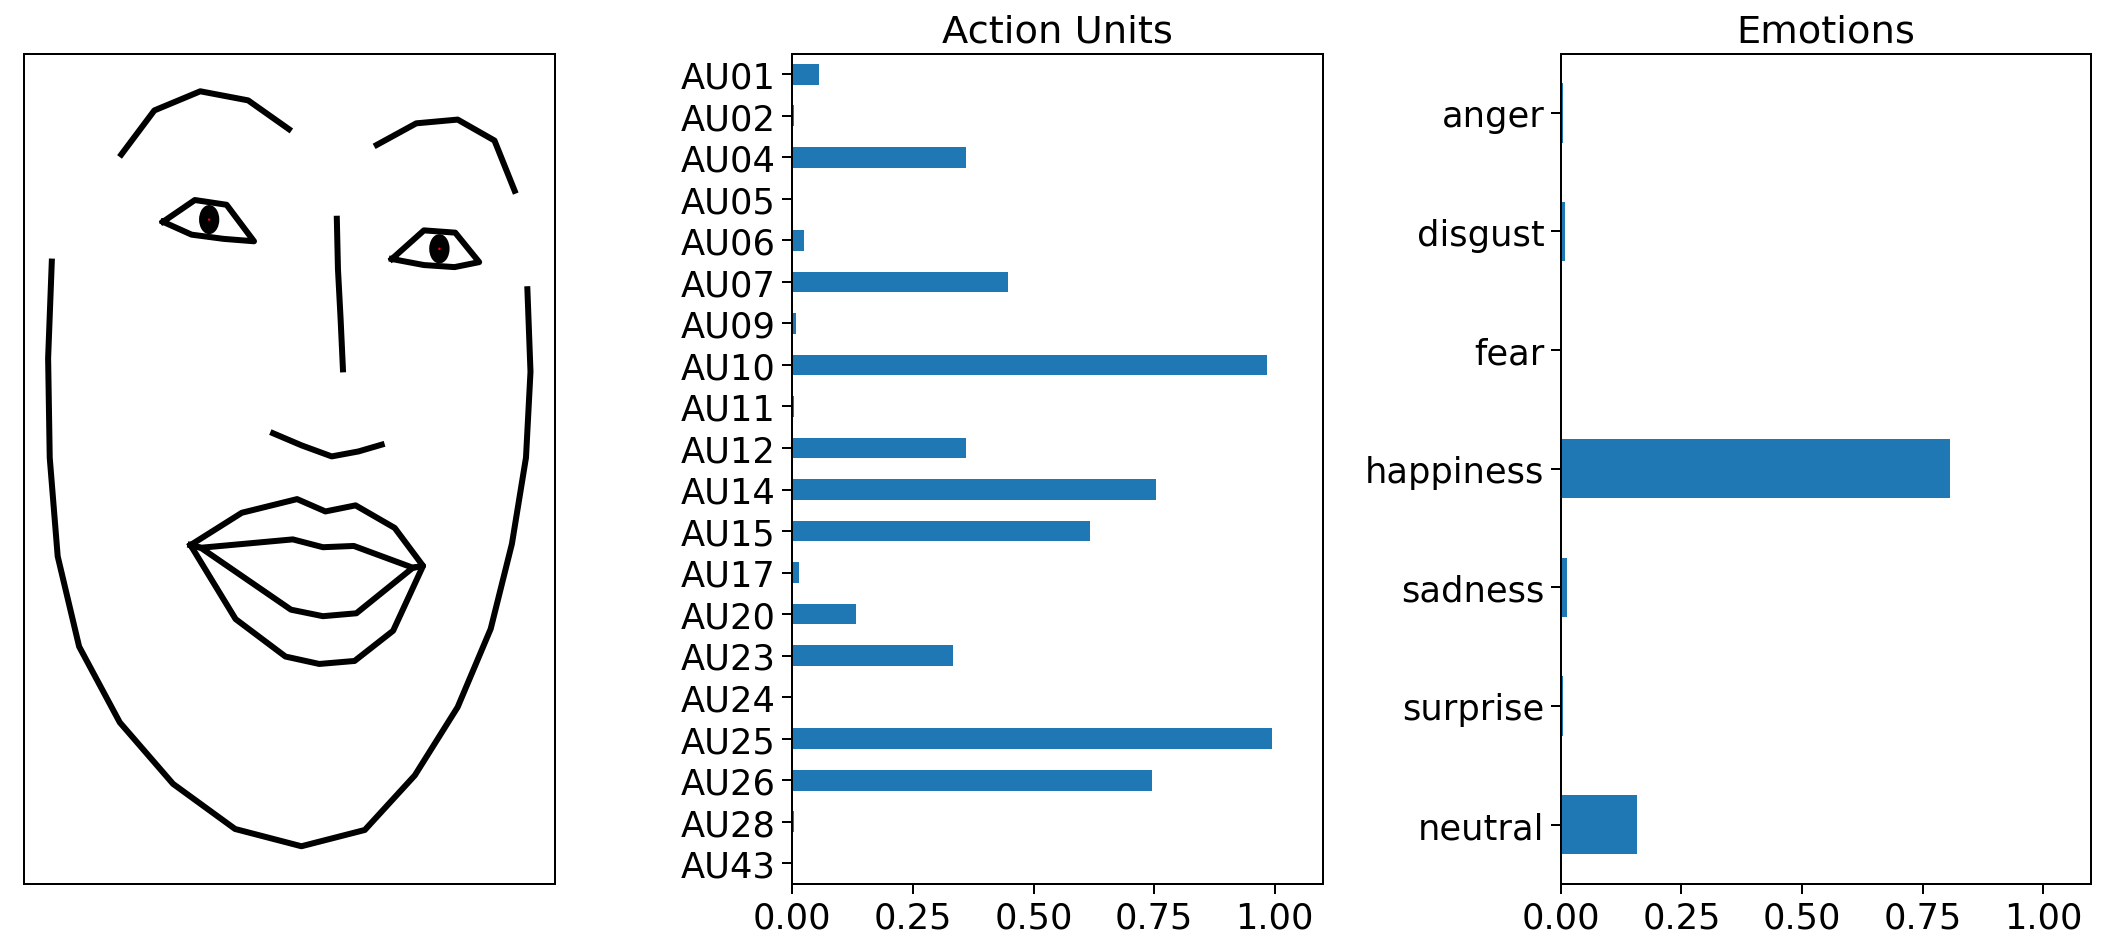 Action Units
AU01
AU02
AU04
AU05
AU06
AU07
AU09
AU10
AU11
AU12
AU14
AU15
AU17
AU20
AU23
AU24
AU25
AU26
AU28
AU43
0.00 0.25 0.50 0.75 1.00
Emotions
anger
disgust
fear
happiness
sadness
surprise
neutral
0.00 0.25 0.50 0.75 1.00